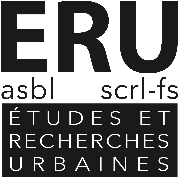 ERU
asbl scrl-fs
ÉTUDES ET
RECHERCHES
URBAINES